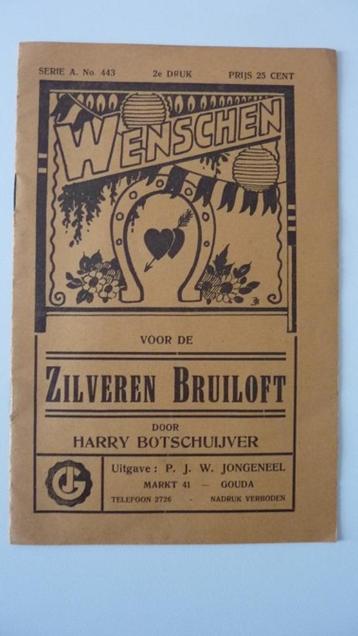 SERIE A. No. 443 2e DRUK PRIJS 25 CENT
WENSCHEN
VOOR DE
ZILVEREN BRUILOFT
DOOR
HARRY BOTSCHUIJVER
JG
Uitgave: P. J. W. JONGENEEL
MARKT 41 — GOUDA
TELEFOON 2726 - NADRUK VERBODEN